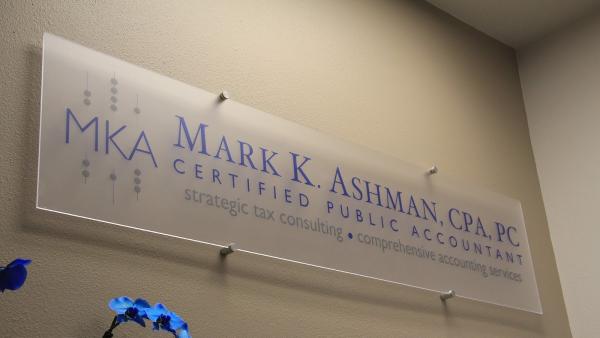 MKA
MARK K. ASHMAN, CPA, PC
CERTIFIED PUBLIC ACCOUNTANT
strategic tax consulting • comprehensive accounting services